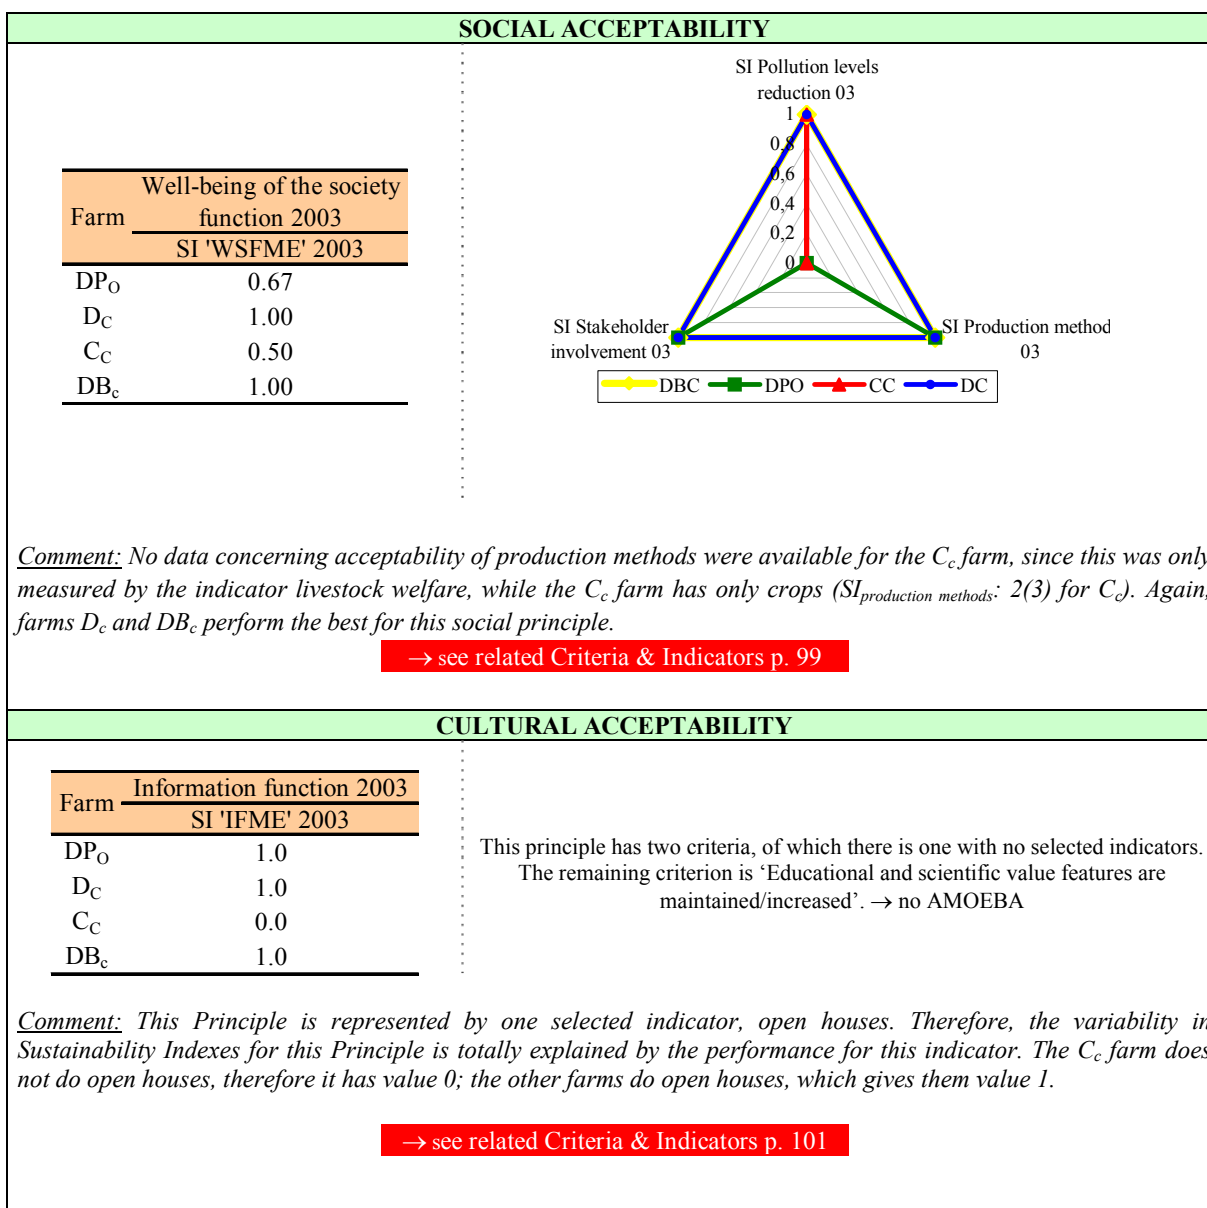 SOCIAL ACCEPTABILITY
Farm
Well-being of the society
function 2003
SI 'WSFME' 2003
DPO 0.67
DC 1.00
CC 0.50
DBc 1.00
SI Pollution levels
reduction 03
1
0,8
0,6
0,4
0,2
0
SI Stakeholder
involvement 03
SI Production method
03
DBC DPO CC DC
Comment: No data concerning acceptability of production methods were available for the Cc farm, since this was only
measured by the indicator livestock welfare, while the Cc farm has only crops (SIproduction methods: 2(3) for Cc). Again,
farms Dc and DBc perform the best for this social principle.
→ see related Criteria & Indicators p. 99
CULTURAL ACCEPTABILITY
Farm
Information function 2003
SI 'IFME' 2003
DPO 1.0
DC 1.0
CC 0.0
DBc 1.0
This principle has two criteria, of which there is one with no selected indicators.
The remaining criterion is ‘Educational and scientific value features are
maintained/increased’. → no AMOEBA
Comment: This Principle is represented by one selected indicator, open houses. Therefore, the variability in
Sustainability Indexes for this Principle is totally explained by the performance for this indicator. The Cc farm does
not do open houses, therefore it has value 0; the other farms do open houses, which gives them value 1.
→ see related Criteria & Indicators p. 101